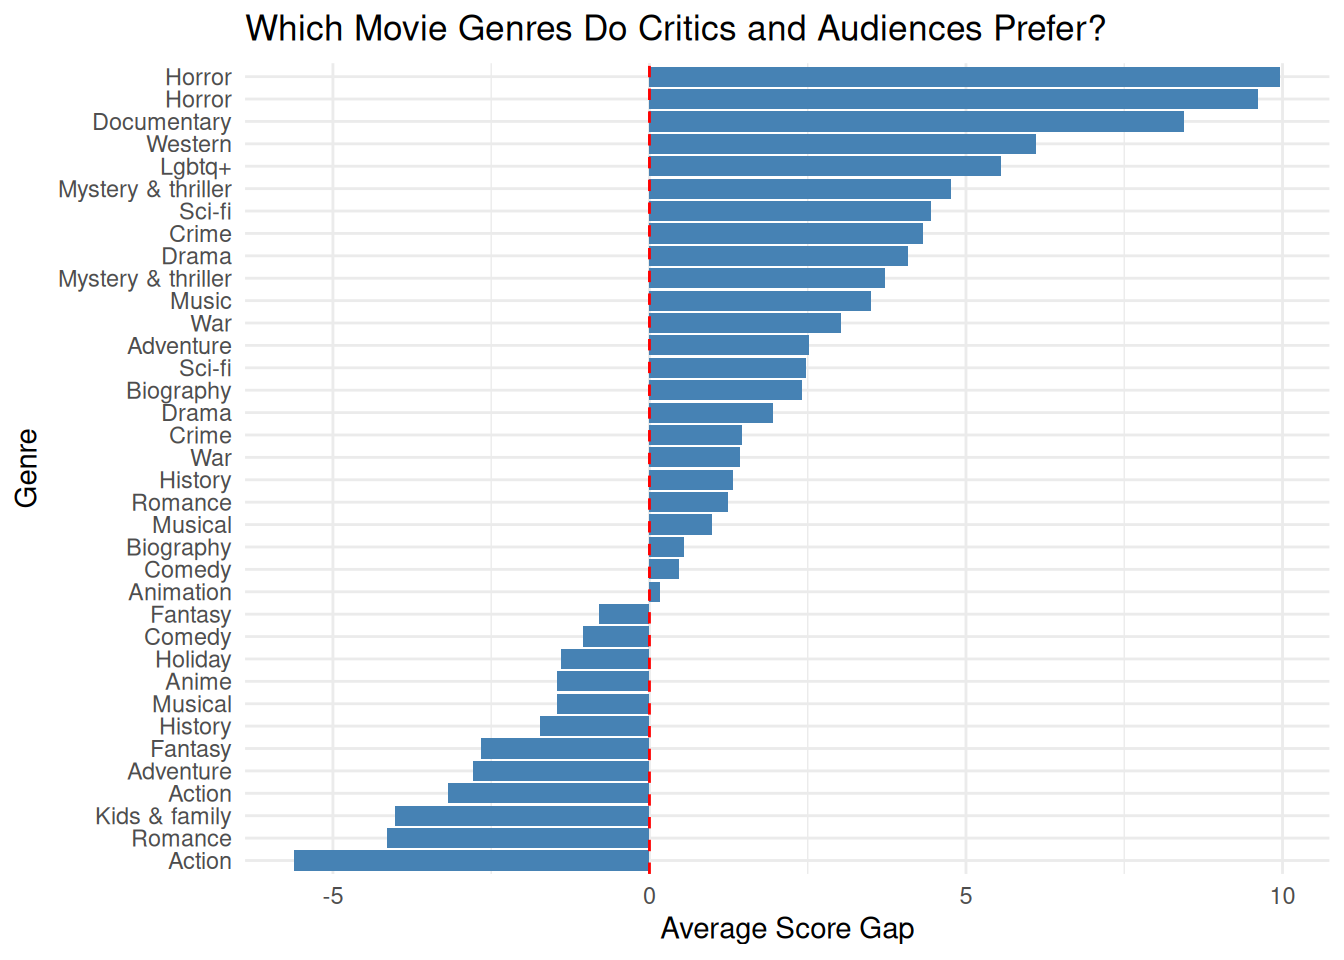 Which Movie Genres Do Critics and Audiences Prefer?
Genre
Horror
Horror
Documentary
Western
Lgbtq+
Mystery & thriller
Sci-fi
Crime
Drama
Mystery & thriller
Music
War
Adventure
Sci-fi
Biography
Drama
Crime
War
History
Romance
Musical
Biography
Comedy
Animation
Fantasy
Comedy
Holiday
Anime
Musical
History
Fantasy
Adventure
Action
Kids & family
Romance
Action
-5 0 5 10
Average Score Gap